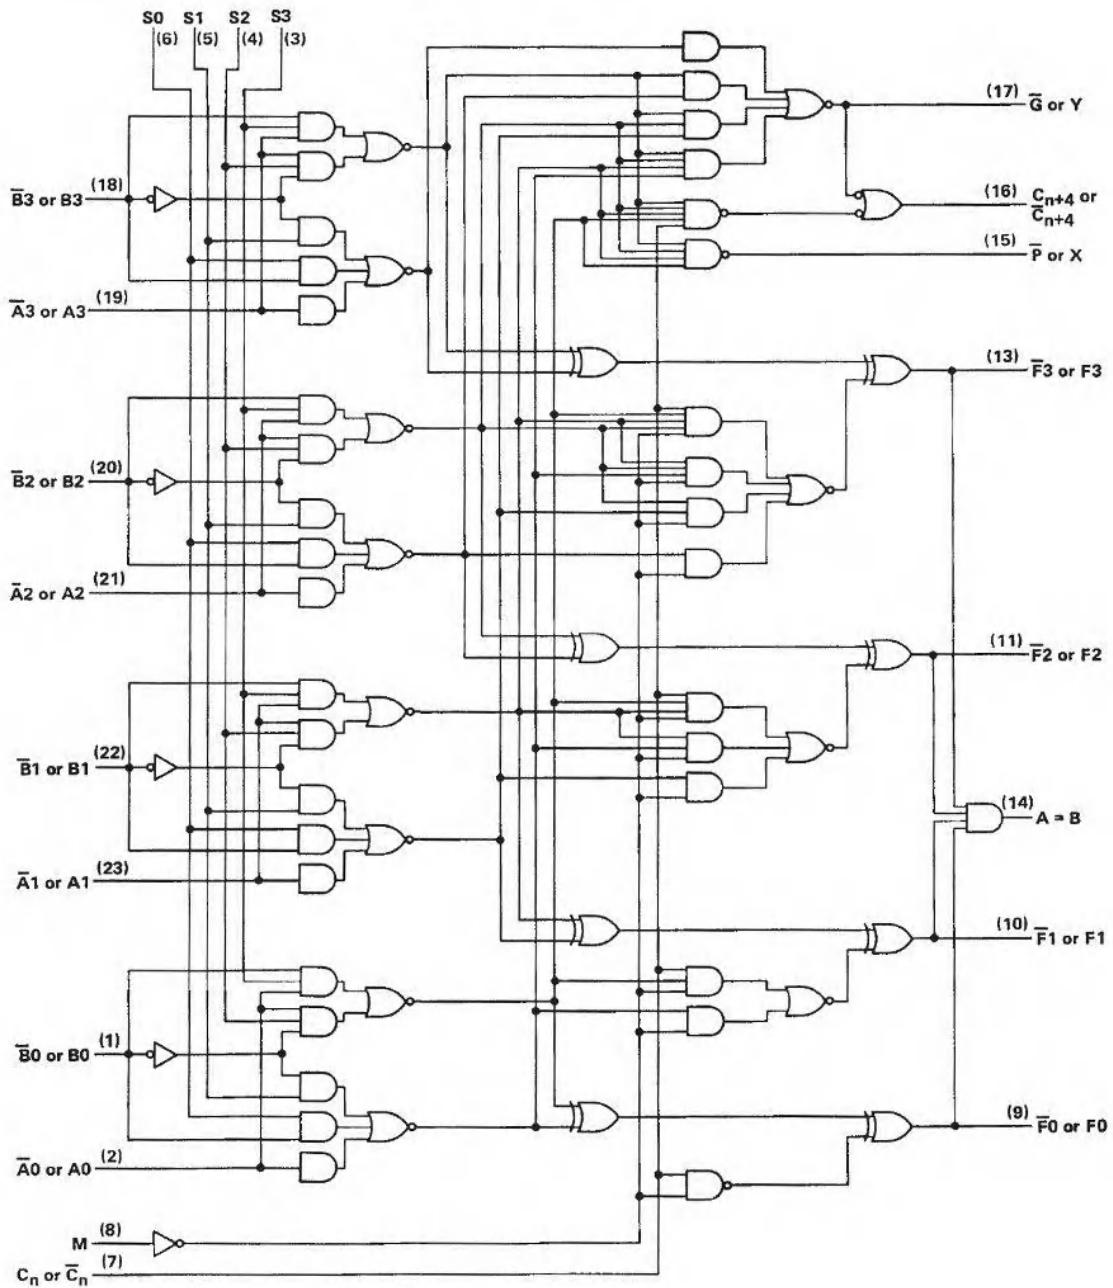 S0 S1 S2 S3
(6) (5) (4) (3)
(17) G̅ or Y
(18)
B̅3 or B3
(16) Cn+4 or
C̅n+4
(15) P̅ or X
(19)
A̅3 or A3
(13) F̅3 or F3
(20)
B̅2 or B2
(21)
A̅2 or A2
(11) F̅2 or F2
(22)
B̅1 or B1
(14) A = B
(23)
A̅1 or A1
(10) F̅1 or F1
(1)
B̅0 or B0
(9) F̅0 or F0
(2)
A̅0 or A0
(8)
M
(7)
Cn or C̅n